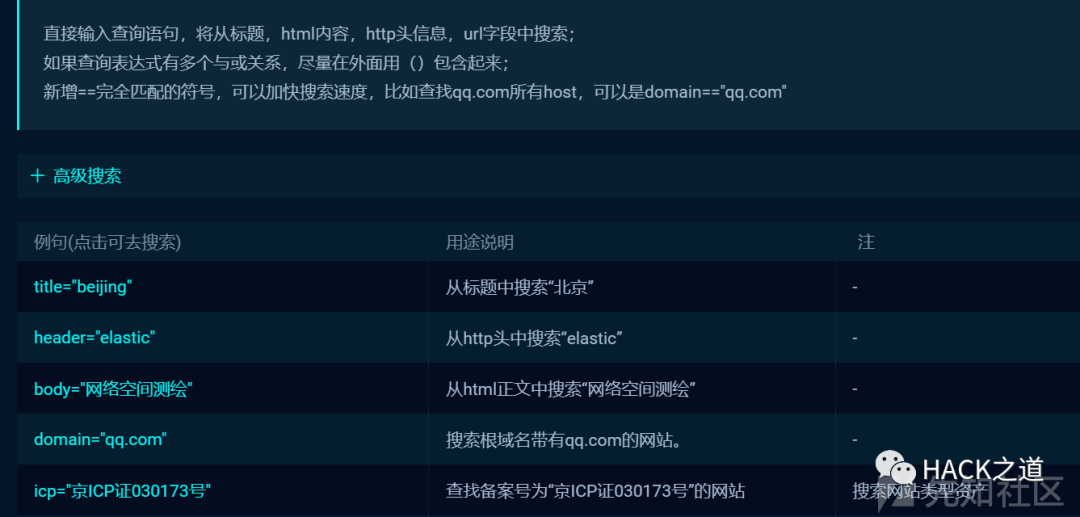 直接输入查询语句，将从标题，html内容，http头信息，url字段中搜索；
如果查询表达式有多个与或关系，尽量在外面用（）包含起来；
新增==完全匹配的符号，可以加快搜索速度，比如查找qq.com所有host，可以是domain=="qq.com"
+ 高级搜索
例句(点击可去搜索) 用途说明 注
title="beijing" 从标题中搜索“北京” -
header="elastic" 从http头中搜索“elastic” -
body="网络空间测绘" 从html正文中搜索“网络空间测绘” -
domain="qq.com" 搜索根域名带有qq.com的网站。 -
icp="京ICP证030173号" 查找备案号为“京ICP证030173号”的网站 搜索网站类型资产
HACK之道
先知社区